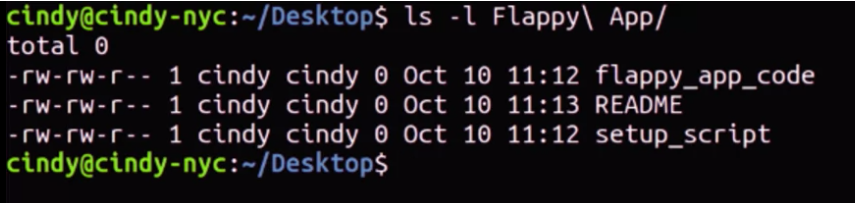 cindy@cindy-nyc:~/Desktop$ ls -l Flappy\ App/
total 0
-rw-rw-r-- 1 cindy cindy 0 Oct 10 11:12 flappy_app_code
-rw-rw-r-- 1 cindy cindy 0 Oct 10 11:13 README
-rw-rw-r-- 1 cindy cindy 0 Oct 10 11:12 setup_script
cindy@cindy-nyc:~/Desktop$